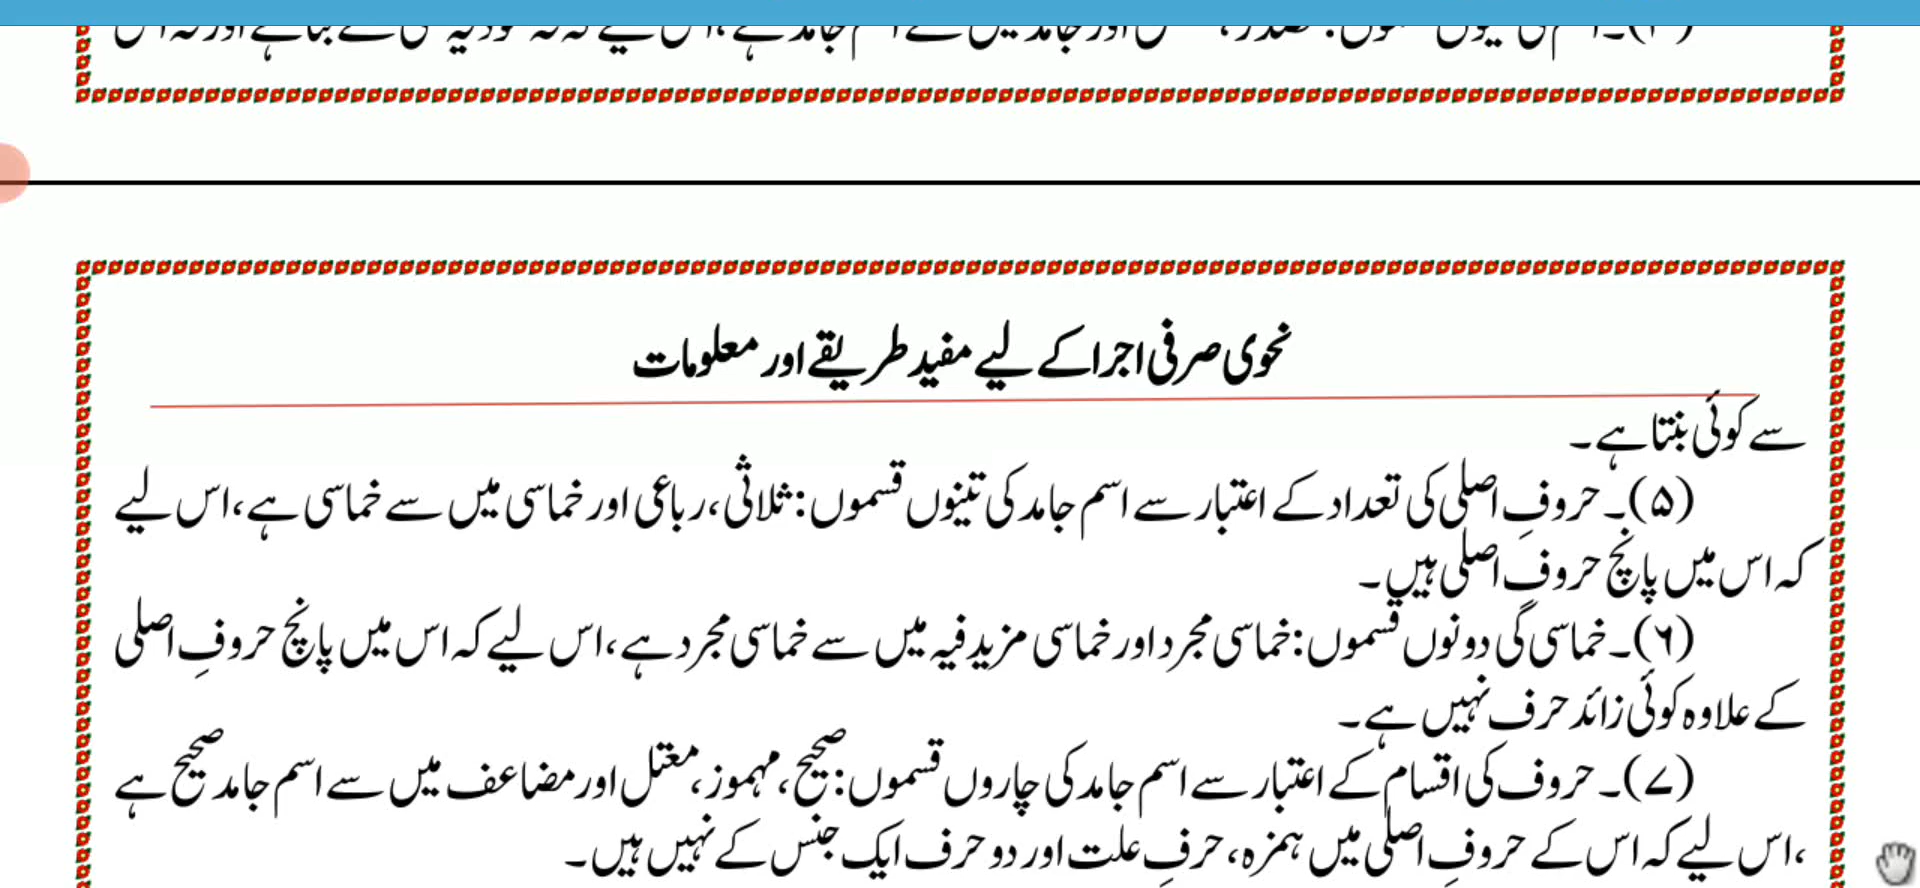 نحوی صرفی اجرا کے لیے مفید طریقے اور معلومات
سے کوئی بنتا ہے۔
(۵)۔ حروفِ اصلی کی تعداد کے اعتبار سے اسم جامد کی تینوں قسموں: ثلاثی، رباعی اور خماسی میں سے خماسی ہے، اس لیے
کہ اس میں پانچ حروفِ اصلی ہیں۔
(۶)۔ خماسی گی دونوں قسموں: خماسی مجرد اور خماسی مزید فیہ میں سے خماسی مجرد ہے، اس لیے کہ اس میں پانچ حروفِ اصلی
کے علاوہ کوئی زائد حرف نہیں ہے۔
(۷)۔ حروف کی اقسام کے اعتبار سے اسم جامد کی چاروں قسموں: صحیح، مہموز، معتل اور مضاعف میں سے اسم جامد صحیح ہے
،اس لیے کہ اس کے حروفِ اصلی میں ہمزہ، حرفِ علت اور دو حرف ایک جنس کے نہیں ہیں۔